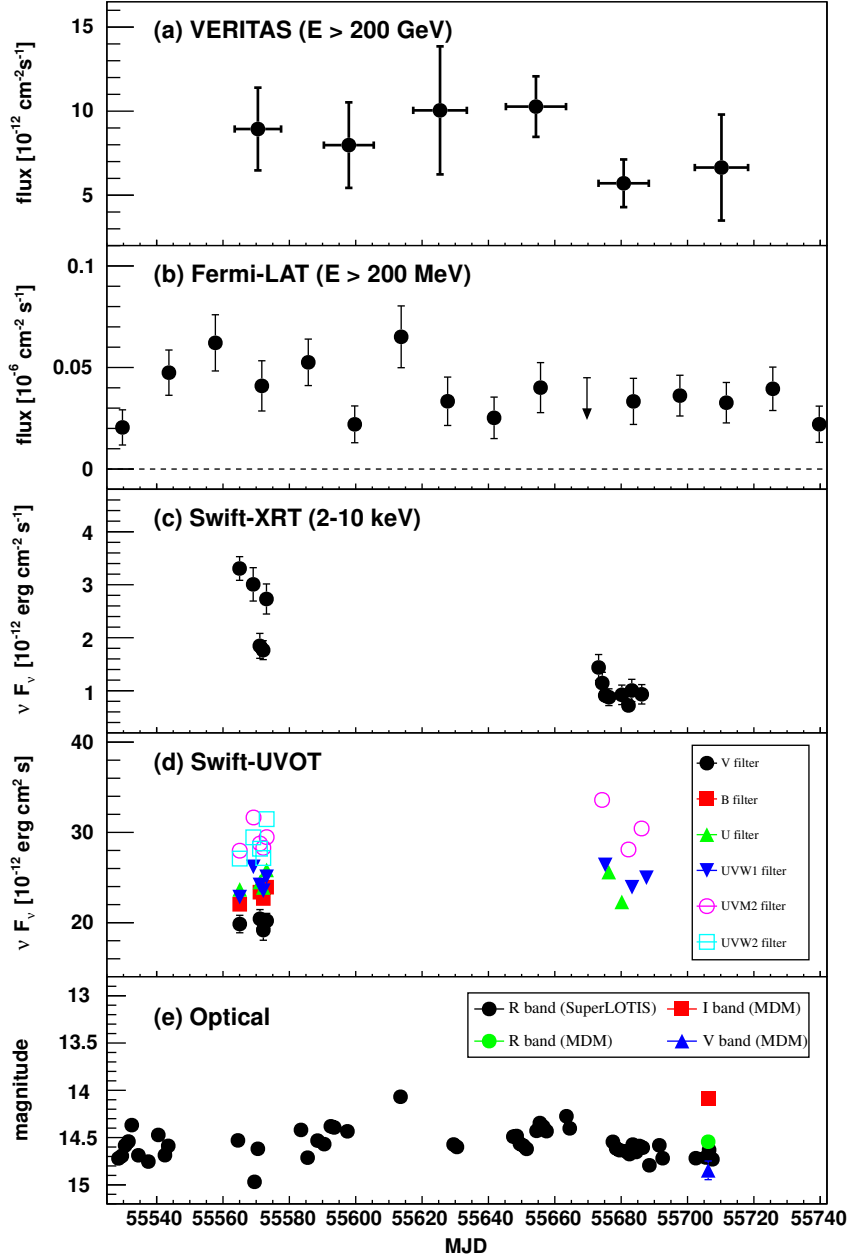 (a) VERITAS (E > 200 GeV)
flux [10⁻¹² cm⁻²s⁻¹]
15
10
5
(b) Fermi-LAT (E > 200 MeV)
flux [10⁻⁶ cm⁻² s⁻¹]
0.1
0.05
0
(c) Swift-XRT (2-10 keV)
ν Fᵥ [10⁻¹² erg cm⁻² s⁻¹]
4
3
2
1
(d) Swift-UVOT
ν Fᵥ [10⁻¹² erg cm² s]
40
30
20
V filter
B filter
U filter
UVW1 filter
UVM2 filter
UVW2 filter
(e) Optical
magnitude
13
13.5
14
14.5
15
R band (SuperLOTIS)
I band (MDM)
R band (MDM)
V band (MDM)
55540 55560 55580 55600 55620 55640 55660 55680 55700 55720 55740
MJD